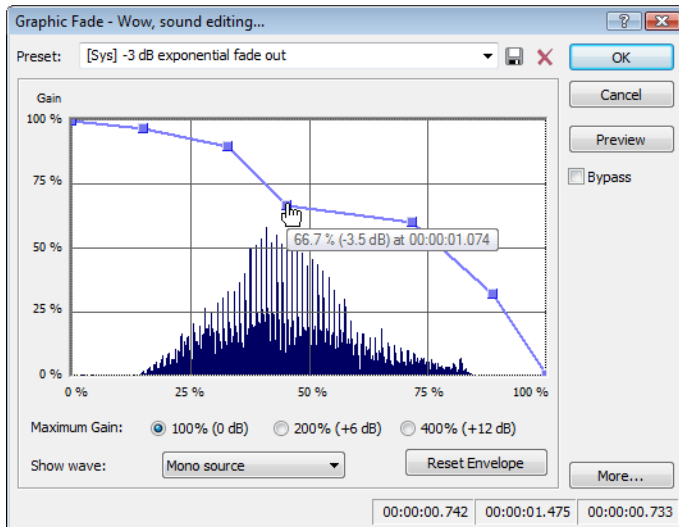 Graphic Fade - Wow, sound editing...
Preset: [Sys] -3 dB exponential fade out
OK
Cancel
Preview
Bypass
Gain
100 %
75 %
50 %
25 %
0 %
66.7 % (-3.5 dB) at 00:00:01.074
0 % 25 % 50 % 75 % 100 %
Maximum Gain: 100% (0 dB) 200% (+6 dB) 400% (+12 dB)
Show wave: Mono source Reset Envelope
More...
00:00:00.742 00:00:01.475 00:00:00.733